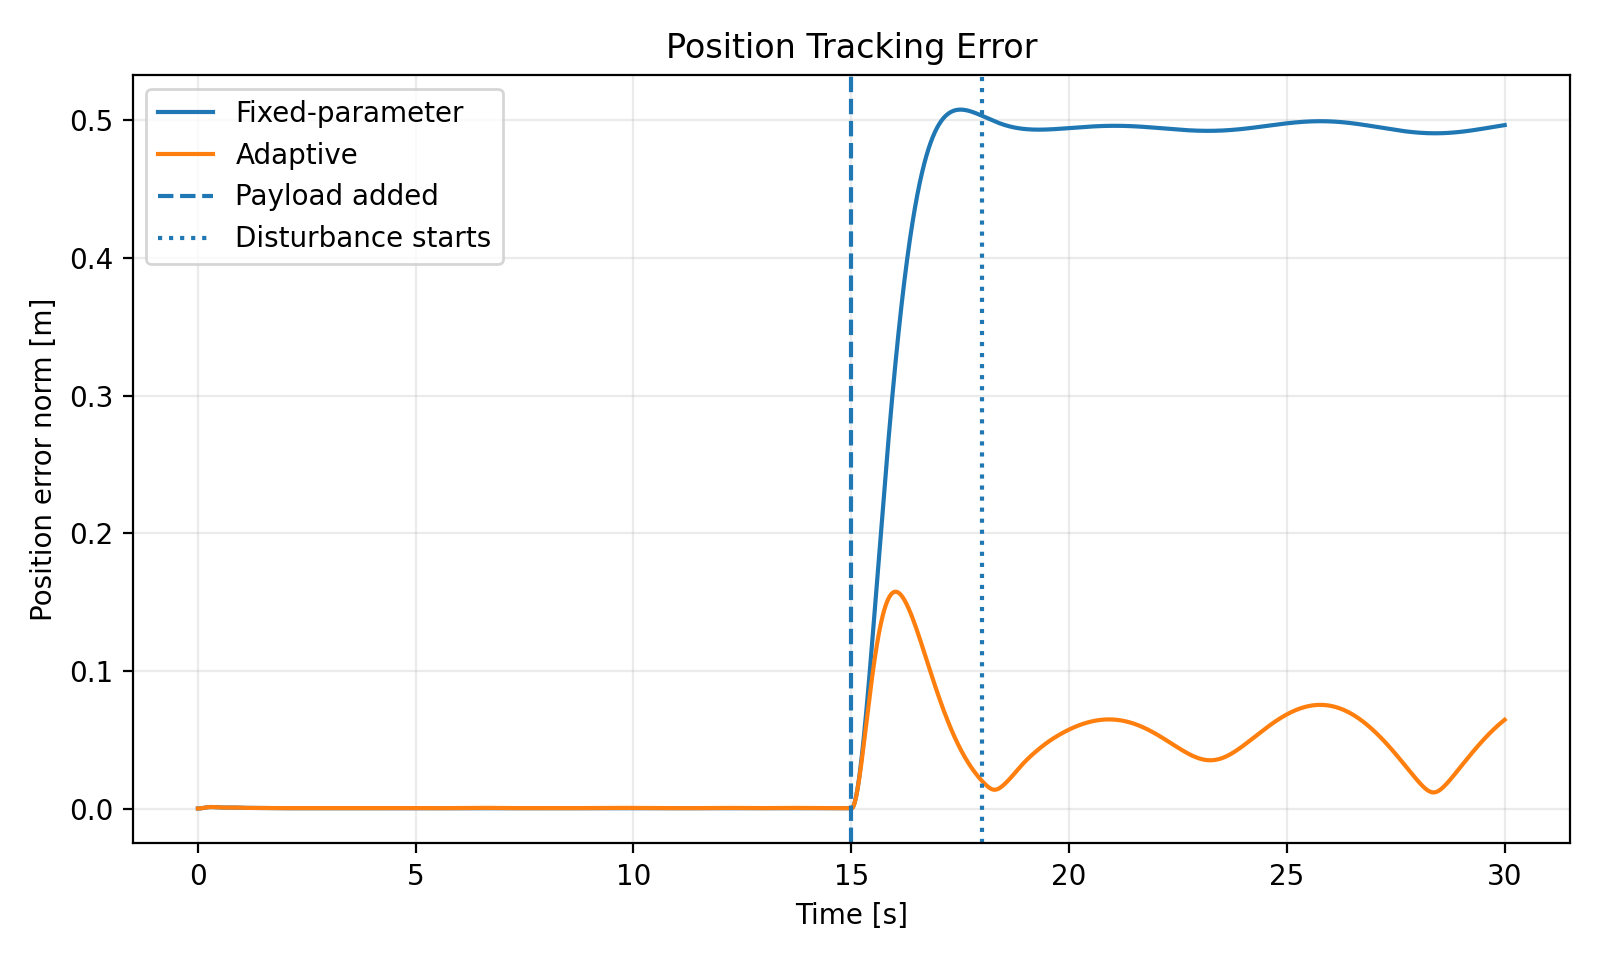 Position Tracking Error
Fixed-parameter
Adaptive
Payload added
Disturbance starts
Position error norm [m]
0.5
0.4
0.3
0.2
0.1
0.0
0 5 10 15 20 25 30
Time [s]